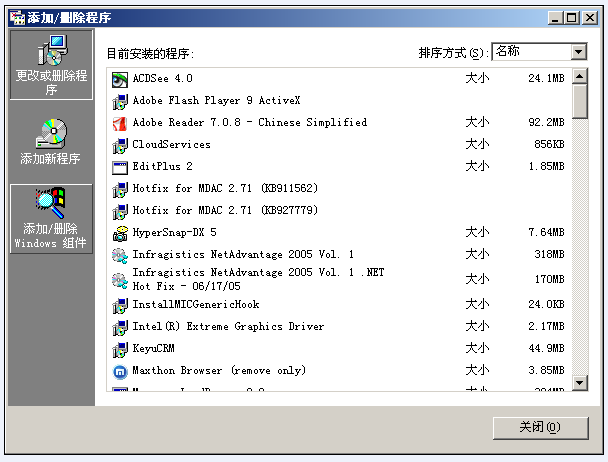 添加/删除程序
更改或删除程
序
添加新程序
添加/删除
Windows 组件
目前安装的程序:
排序方式(S): 名称
ACDSee 4.0 大小 24.1MB
Adobe Flash Player 9 ActiveX
Adobe Reader 7.0.8 - Chinese Simplified 大小 92.2MB
CloudServices 大小 856KB
EditPlus 2 大小 1.85MB
Hotfix for MDAC 2.71 (KB911562)
Hotfix for MDAC 2.71 (KB927779)
HyperSnap-DX 5 大小 7.64MB
Infragistics NetAdvantage 2005 Vol. 1 大小 318MB
Infragistics NetAdvantage 2005 Vol. 1 .NET
Hot Fix - 06/17/05 大小 170MB
InstallMICGenericHook 大小 24.0KB
Intel(R) Extreme Graphics Driver 大小 2.17MB
KeyuCRM 大小 44.9MB
Maxthon Browser (remove only) 大小 3.85MB
大小
关闭(O)